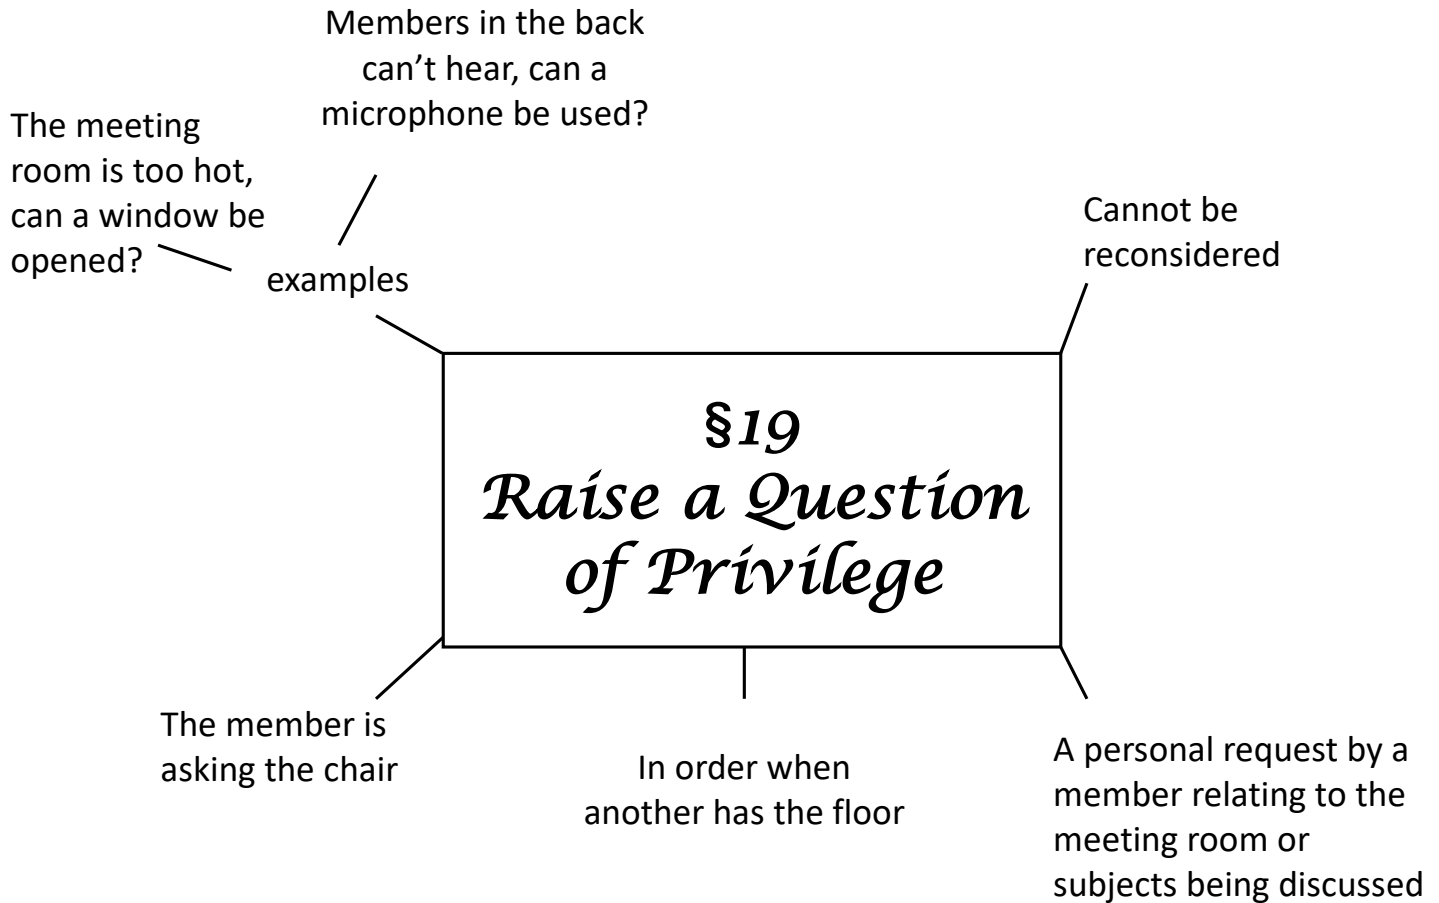 Members in the back
can’t hear, can a
microphone be used?
The meeting
room is too hot,
can a window be
opened?
examples
Cannot be
reconsidered
§19
Raise a Question
of Privilege
The member is
asking the chair
In order when
another has the floor
A personal request by a
member relating to the
meeting room or
subjects being discussed